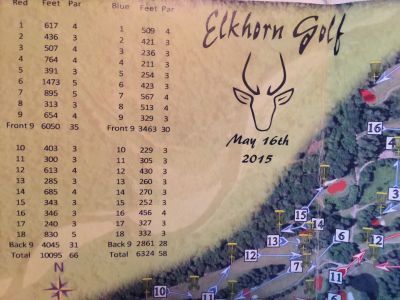 Red Feet Par Blue Feet Par
1 617 4 1 509 4
2 436 3 2 421 3
3 507 4 3 236 3
4 764 4 4 211 3
5 391 3 5 254 3
6 1473 5 6 423 3
7 895 5 7 567 4
8 313 3 8 513 4
9 654 4 9 329 3
Front 9 6050 35 Front 9 3463 30
10 403 3 10 229 3
11 300 3 11 305 3
12 613 4 12 430 3
13 285 3 13 260 3
14 685 4 14 270 3
15 343 3 15 252 3
16 346 3 16 456 4
17 240 3 17 327 3
18 830 5 18 332 3
Back 9 4045 31 Back 9 2861 28
Total 10095 66 Total 6324 58
Elkhorn Golf
May 16th
2015
N
16
4
15
14
6
12
7
11
2
10